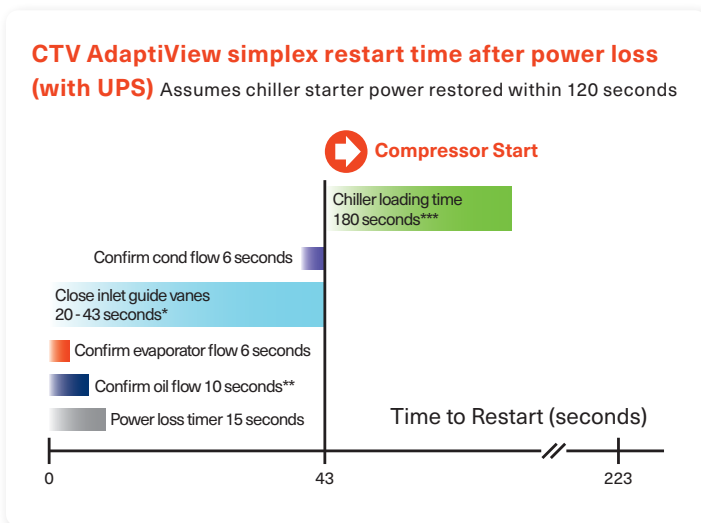 CTV AdaptiView simplex restart time after power loss
(with UPS) Assumes chiller starter power restored within 120 seconds
Compressor Start
Chiller loading time
180 seconds***
Confirm cond flow 6 seconds
Close inlet guide vanes
20 - 43 seconds*
Confirm evaporator flow 6 seconds
Confirm oil flow 10 seconds**
Power loss timer 15 seconds
Time to Restart (seconds)
0
43
223